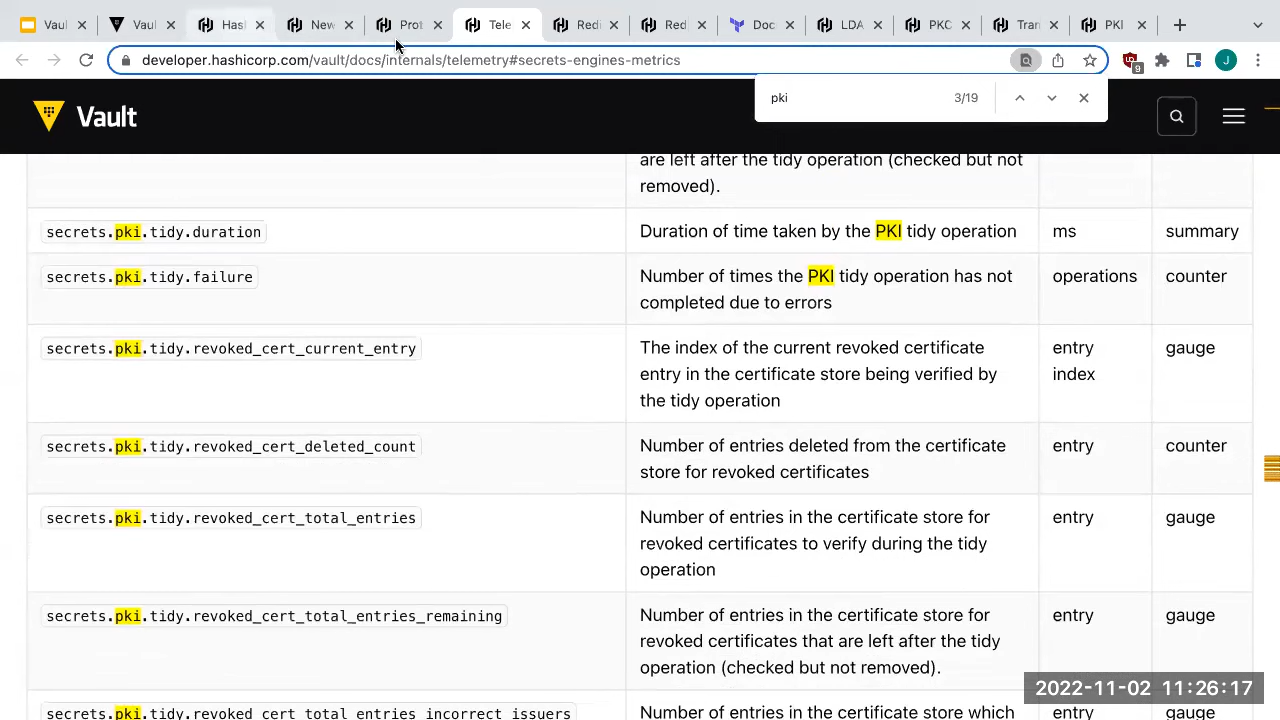 Vaul
Vaul
Hasl
New
Prot
Tele
Redi
Red
Doc
LDA
PKC
Tran
PKI
developer.hashicorp.com/vault/docs/internals/telemetry#secrets-engines-metrics
9
J
pki
3/19
Vault
are left after the tidy operation (checked but not
removed).
secrets.pki.tidy.duration
Duration of time taken by the PKI tidy operation
ms
summary
secrets.pki.tidy.failure
Number of times the PKI tidy operation has not
completed due to errors
operations
counter
secrets.pki.tidy.revoked_cert_current_entry
The index of the current revoked certificate
entry in the certificate store being verified by
the tidy operation
entry
index
gauge
secrets.pki.tidy.revoked_cert_deleted_count
Number of entries deleted from the certificate
store for revoked certificates
entry
counter
secrets.pki.tidy.revoked_cert_total_entries
Number of entries in the certificate store for
revoked certificates to verify during the tidy
operation
entry
gauge
secrets.pki.tidy.revoked_cert_total_entries_remaining
Number of entries in the certificate store for
revoked certificates that are left after the tidy
operation (checked but not removed).
entry
gauge
secrets.pki.tidy.revoked_cert_total_entries_incorrect_issuers
Number of entries in the certificate store which
entry
gauge
2022-11-02 11:26:17